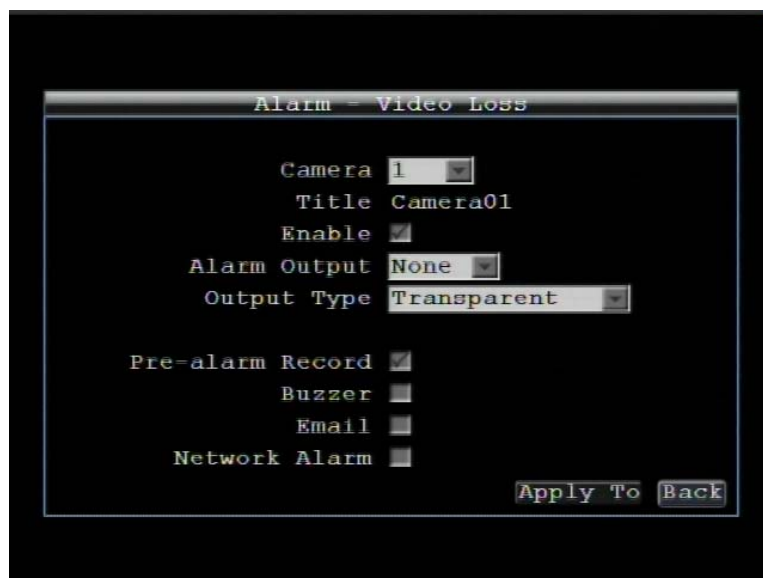 Alarm - Video Loss
Camera 1
Title Camera01
Enable
Alarm Output None
Output Type Transparent
Pre-alarm Record
Buzzer
Email
Network Alarm
Apply To Back